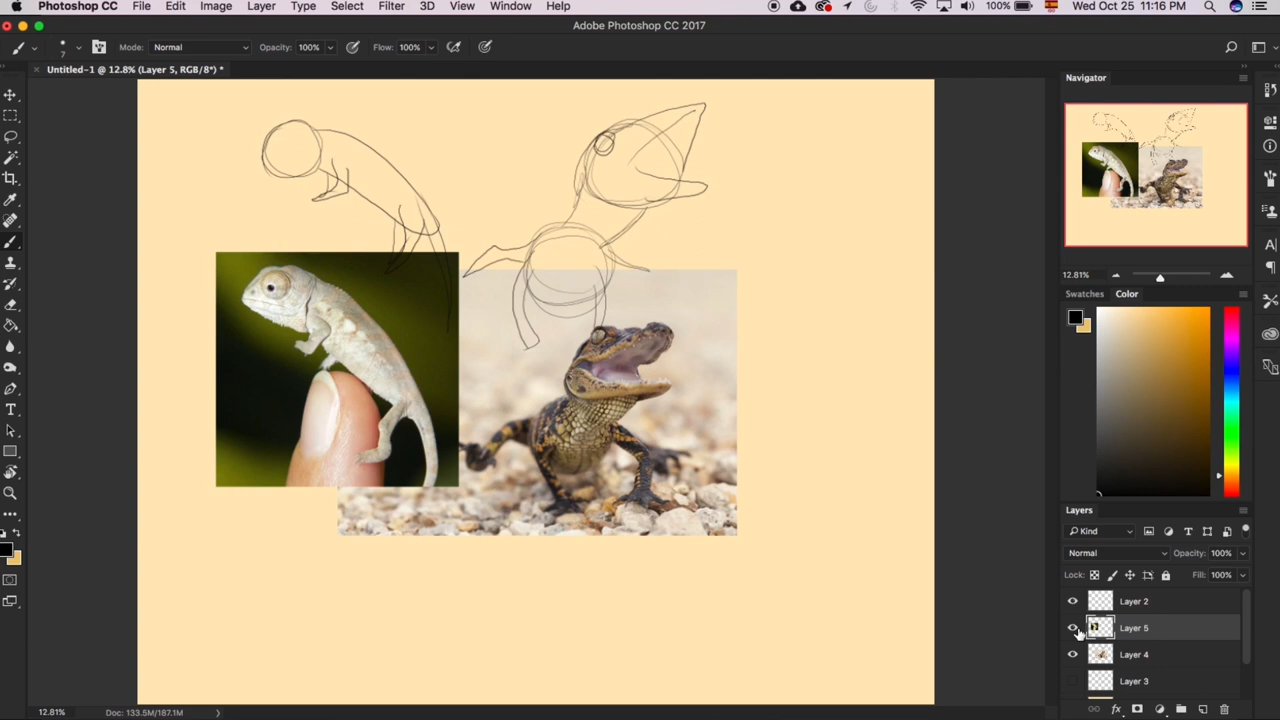 Photoshop CC File Edit Image Layer Type Select Filter 3D View Window Help 100% Wed Oct 25 11:16 PM
Adobe Photoshop CC 2017
7 Mode: Normal Opacity: 100% Flow: 100%
Untitled-1 @ 12.8% (Layer 5, RGB/8*) *
Navigator
12.81%
Swatches Color
Layers
Kind
Normal Opacity: 100%
Lock: Fill: 100%
Layer 2
Layer 5
Layer 4
Layer 3
12.81% Doc: 133.5M/187.1M